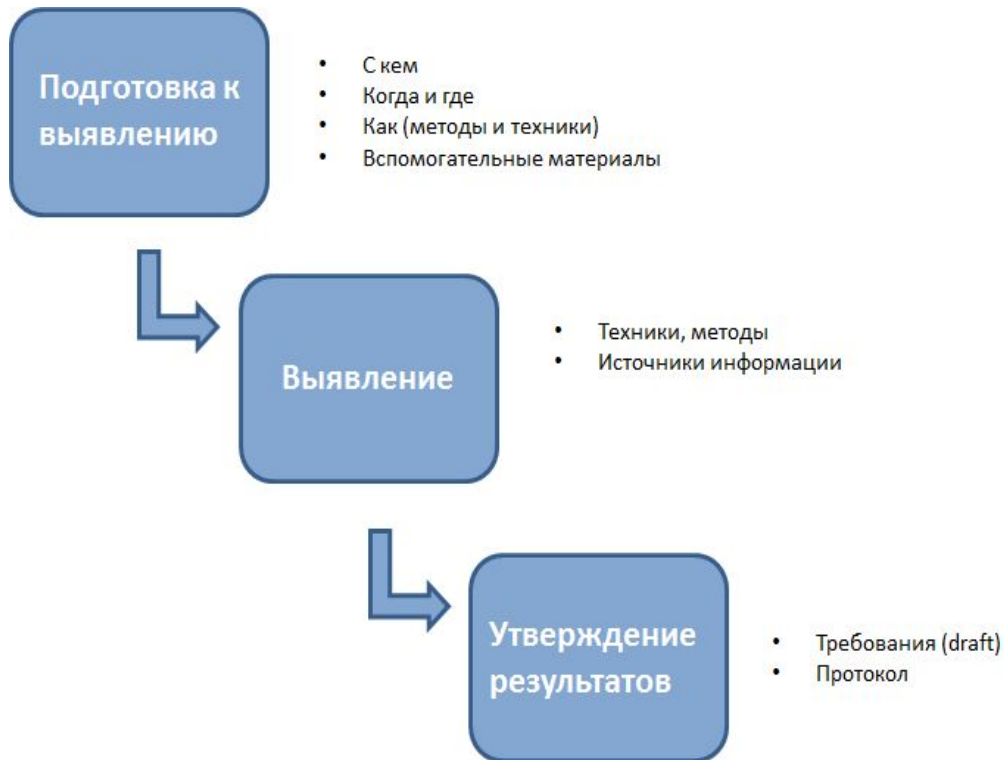 Подготовка к
выявлению
• С кем
• Когда и где
• Как (методы и техники)
• Вспомогательные материалы
Выявление
• Техники, методы
• Источники информации
Утверждение
результатов
• Требования (draft)
• Протокол